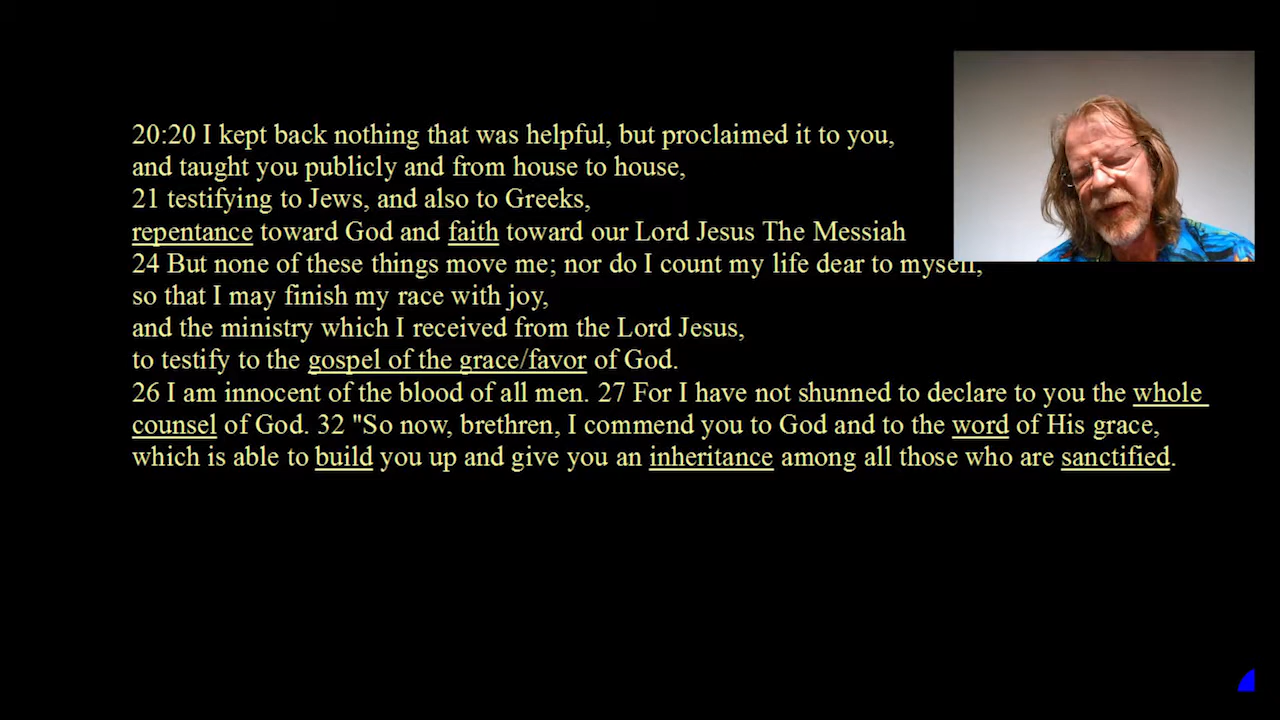 20:20 I kept back nothing that was helpful, but proclaimed it to you,
and taught you publicly and from house to house,
21 testifying to Jews, and also to Greeks,
repentance toward God and faith toward our Lord Jesus The Messiah
24 But none of these things move me; nor do I count my life dear to myself,
so that I may finish my race with joy,
and the ministry which I received from the Lord Jesus,
to testify to the gospel of the grace/favor of God.
26 I am innocent of the blood of all men. 27 For I have not shunned to declare to you the whole
counsel of God. 32 "So now, brethren, I commend you to God and to the word of His grace,
which is able to build you up and give you an inheritance among all those who are sanctified.